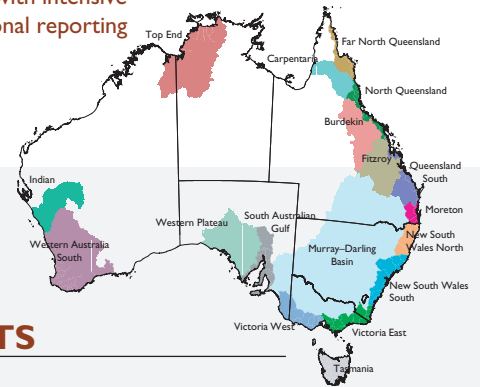 with intensive
onal reporting
Top End
Far North Queensland
Carpentaria
North Queensland
Burdekin
Fitzroy
Queensland
South
Indian
Moreton
Western Plateau
South Australian
Gulf
New South
Wales North
Western Australia
South
Murray–Darling
Basin
New South Wales
South
Victoria West
Victoria East
TS
Tasmania